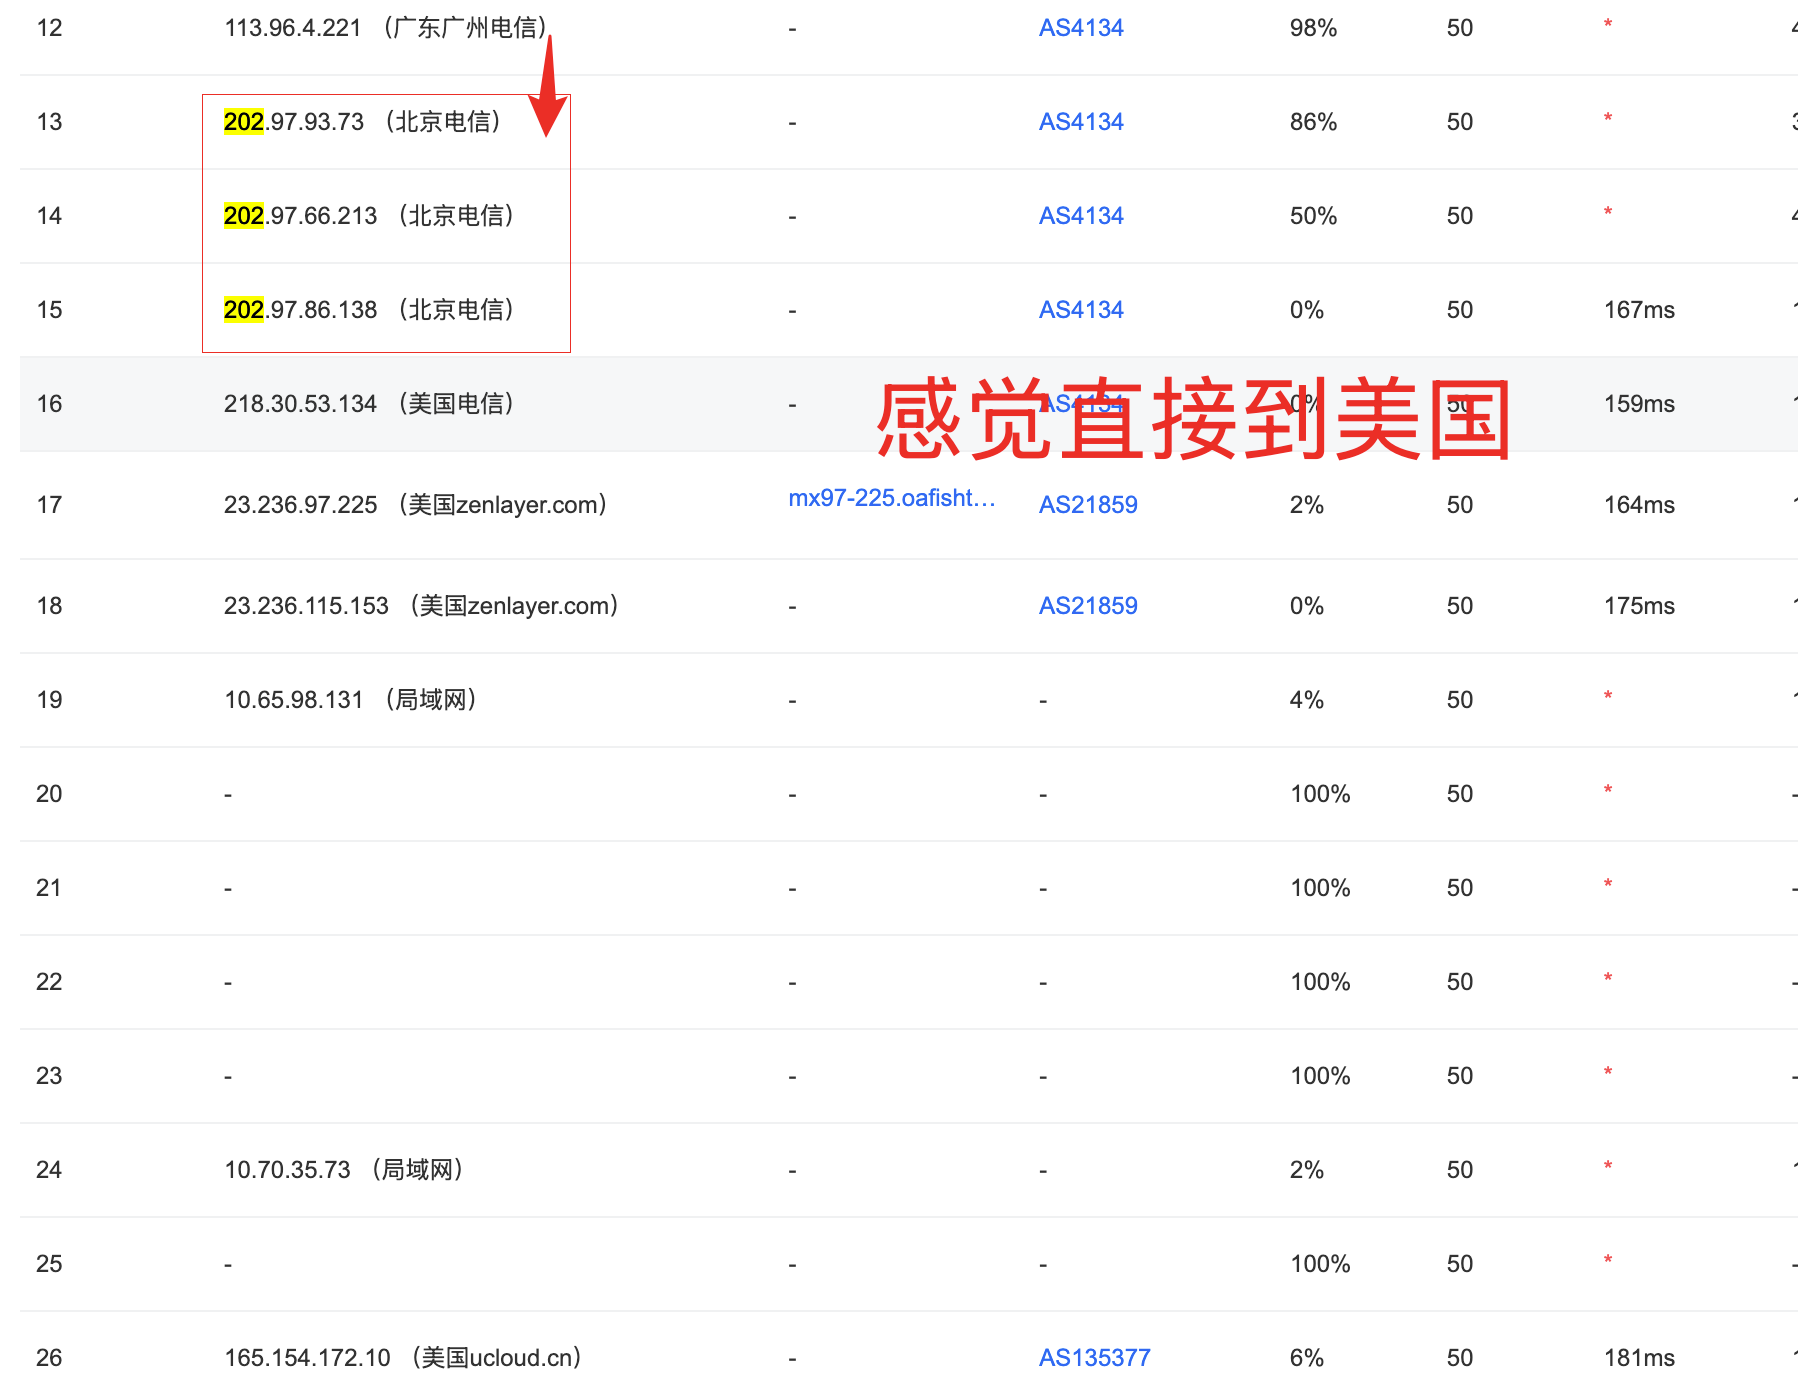 12 113.96.4.221 （广东广州电信） - AS4134 98% 50 *
13 202.97.93.73 （北京电信） - AS4134 86% 50 *
14 202.97.66.213 （北京电信） - AS4134 50% 50 *
15 202.97.86.138 （北京电信） - AS4134 0% 50 167ms
感觉直接到美国
16 218.30.53.134 （美国电信） - AS4134 0% 50 159ms
17 23.236.97.225 （美国zenlayer.com） mx97-225.oafisht... AS21859 2% 50 164ms
18 23.236.115.153 （美国zenlayer.com） - AS21859 0% 50 175ms
19 10.65.98.131 （局域网） - - 4% 50 *
20 - - - 100% 50 * -
21 - - - 100% 50 * -
22 - - - 100% 50 * -
23 - - - 100% 50 * -
24 10.70.35.73 （局域网） - - 2% 50 *
25 - - - 100% 50 * -
26 165.154.172.10 （美国ucloud.cn） - AS135377 6% 50 181ms